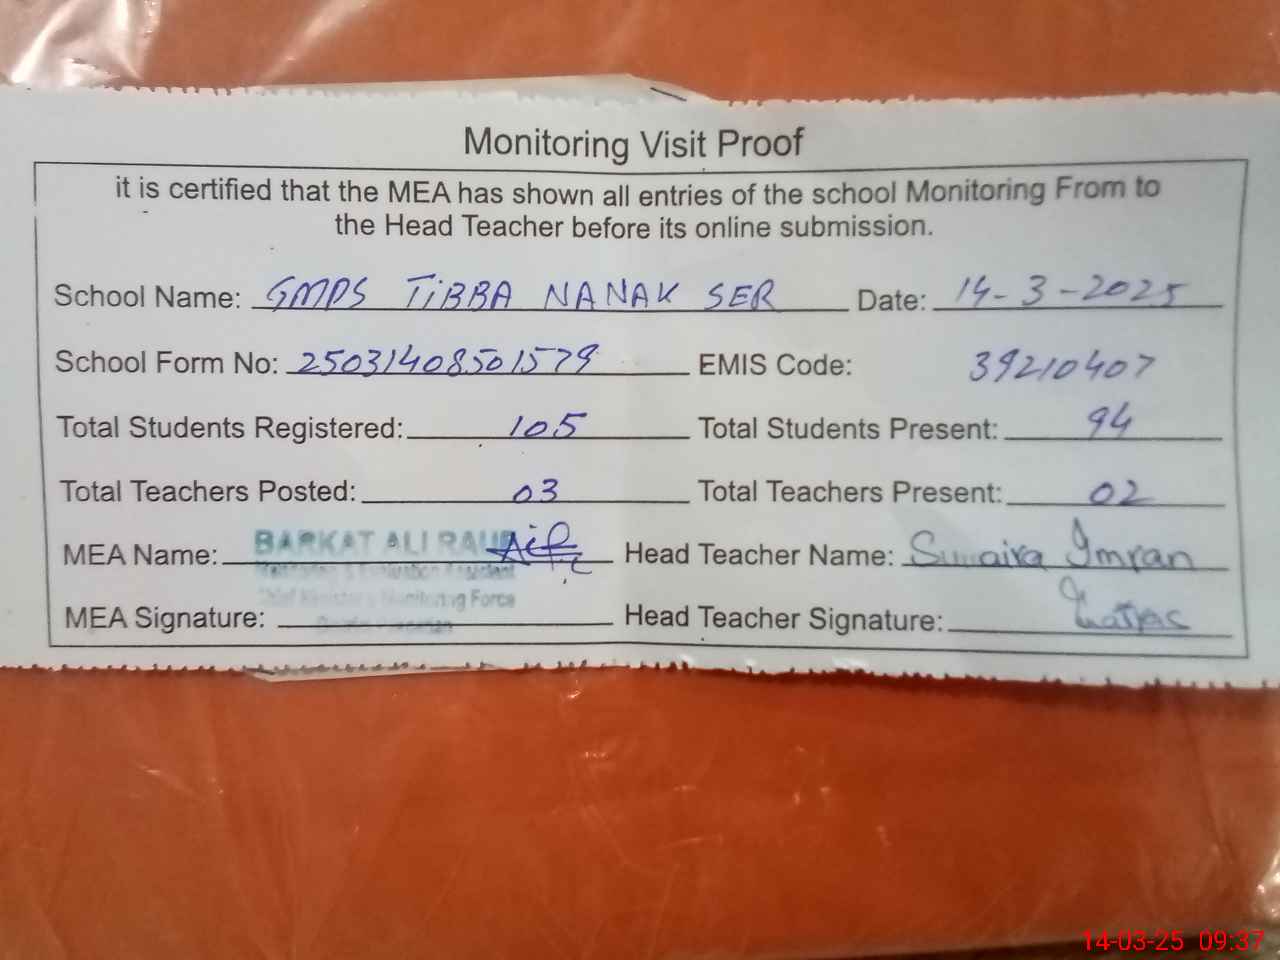 Monitoring Visit Proof
it is certified that the MEA has shown all entries of the school Monitoring From to
the Head Teacher before its online submission.
School Name: GMPS TiBBA NANAK SER Date: 14-3-2025
School Form No: 25031408501579 EMIS Code: 39210407
Total Students Registered: 105 Total Students Present: 94
Total Teachers Posted: 03 Total Teachers Present: 02
MEA Name: BARKAT ALI Head Teacher Name: Sumaira Imran
Monitoring & Evaluation Assistant
Chief Minister's Monitoring Force
MEA Signature: Head Teacher Signature:
14-03-25 09:37